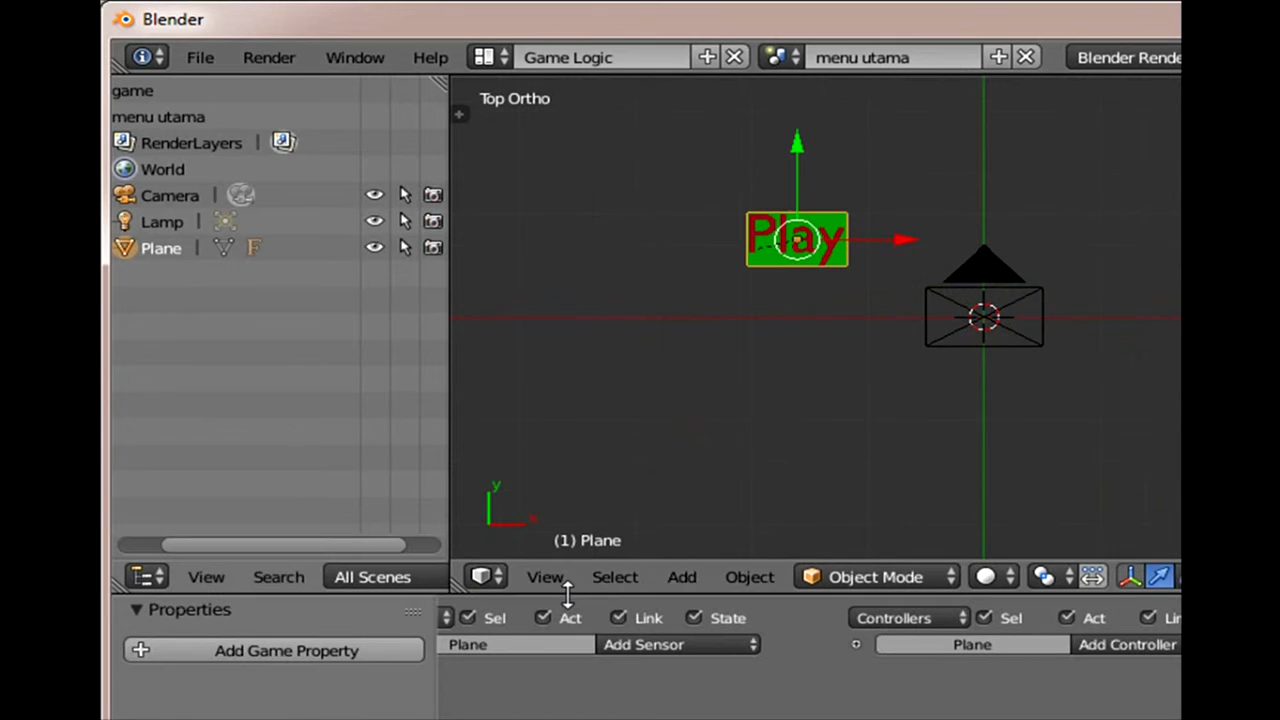 Blender
File Render Window Help Game Logic menu utama Blender Rende
game
menu utama
RenderLayers
World
Camera
Lamp
Plane
Top Ortho
Play
y
x
(1) Plane
View Search All Scenes
View Select Add Object Object Mode
Properties
Add Game Property
Sel Act Link State Controllers Sel Act Lin
Plane Add Sensor Plane Add Controller